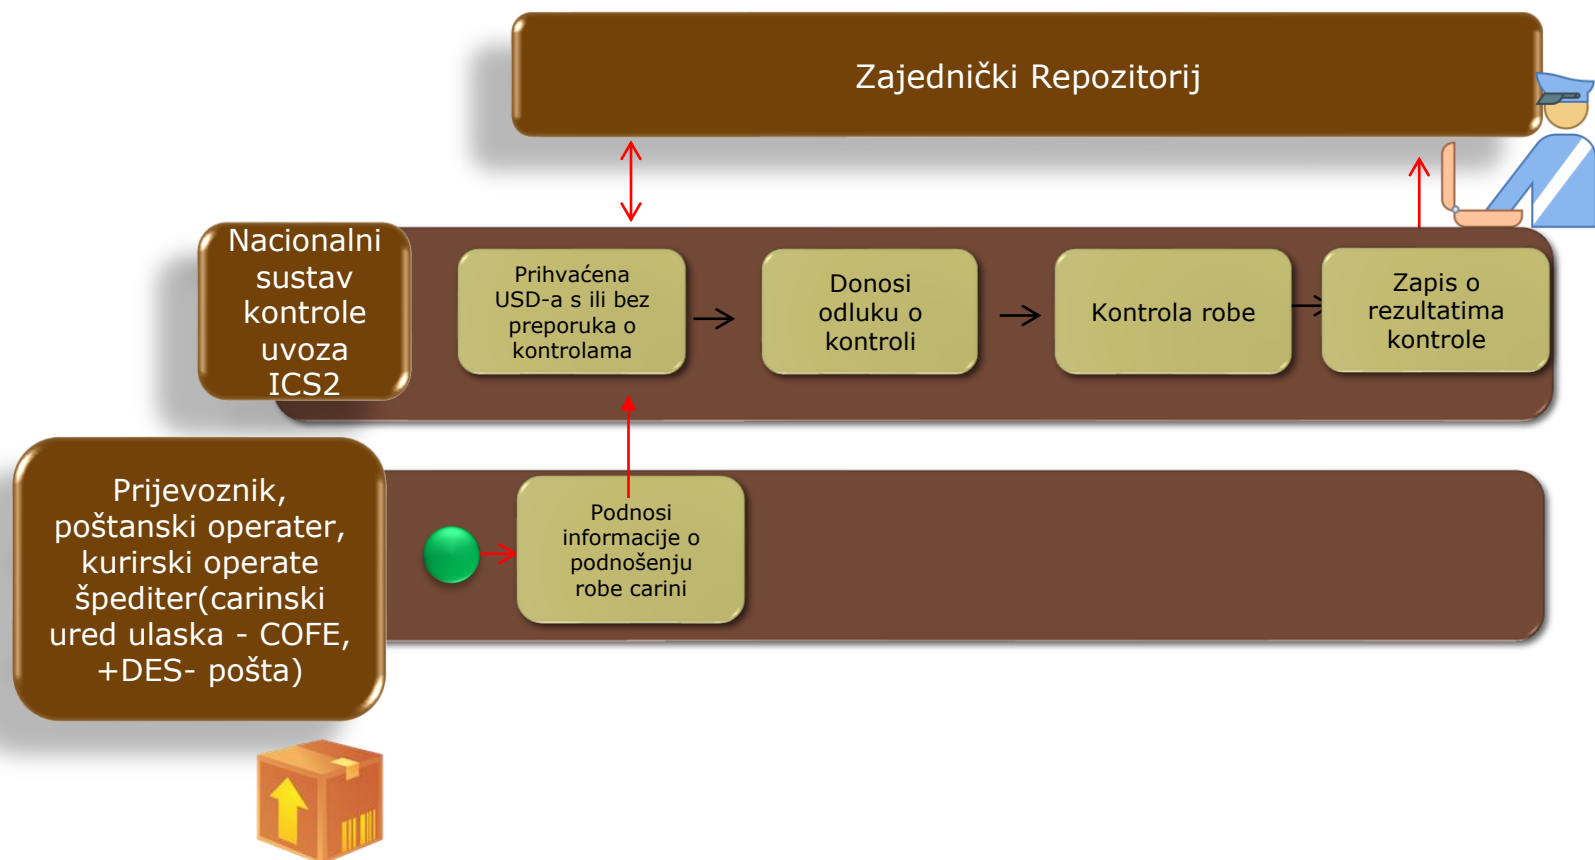 Zajednički Repozitorij
Nacionalni
sustav
kontrole
uvoza
ICS2
Prihvaćena
USD-a s ili bez
preporuka o
kontrolama
Donosi
odluku o
kontroli
Kontrola robe
Zapis o
rezultatima
kontrole
Prijevoznik,
poštanski operater,
kurirski operate
špediter(carinski
ured ulaska - COFE,
+DES- pošta)
Podnosi
informacije o
podnošenju
robe carini